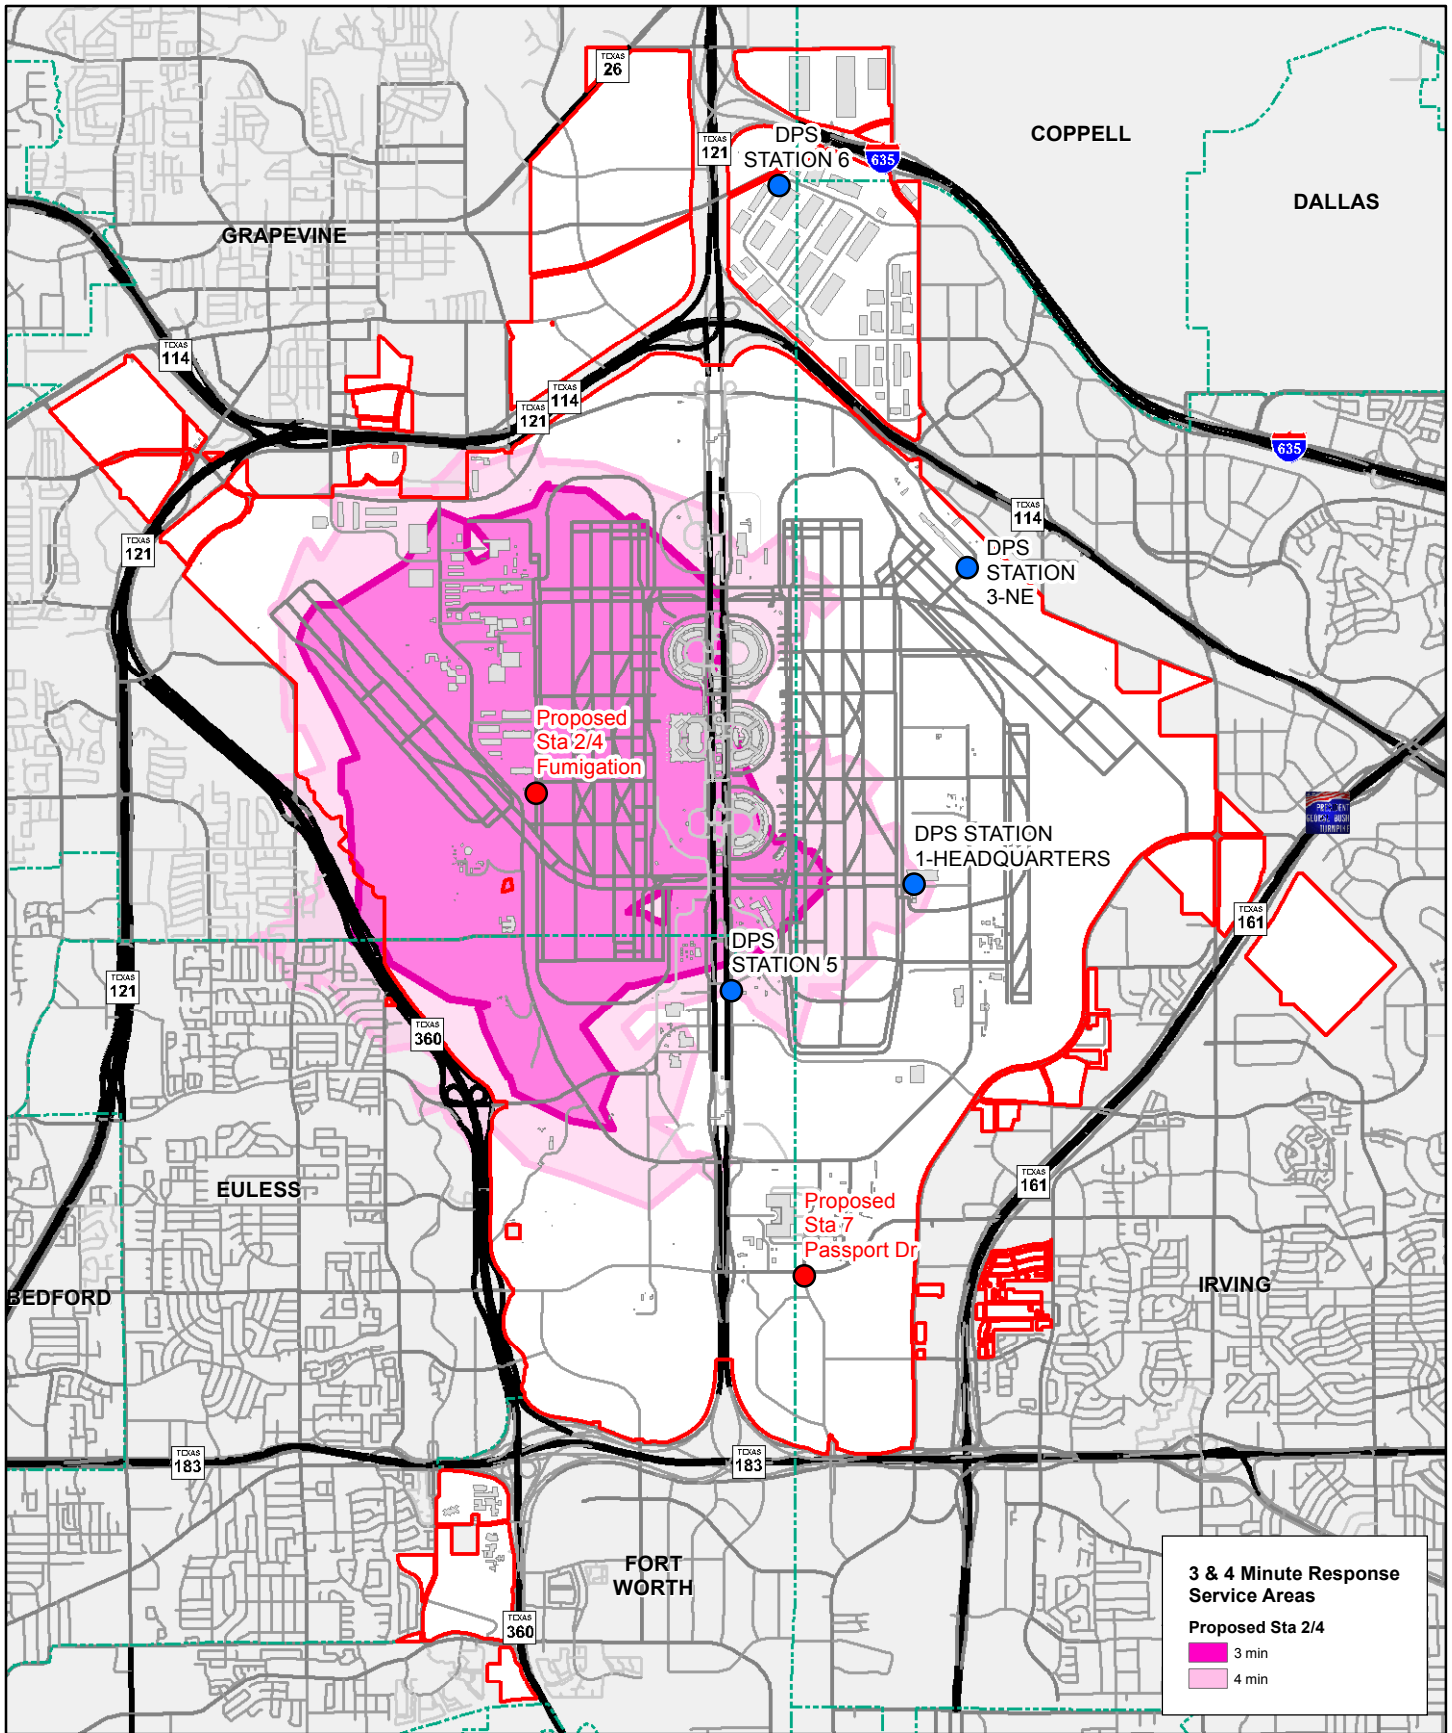 TEXAS
26
TEXAS
121
DPS
STATION 6
635
COPPELL
DALLAS
GRAPEVINE
TEXAS
114
TEXAS
114
TEXAS
121
635
TEXAS
114
TEXAS
121
DPS
STATION
3-NE
Proposed
Sta 2/4
Fumigation
PRESIDENT
GEORGE BUSH
TURNPIKE
DPS STATION
1-HEADQUARTERS
TEXAS
161
DPS
STATION 5
TEXAS
121
TEXAS
360
EULESS
TEXAS
161
Proposed
Sta 7
Passport Dr
BEDFORD
IRVING
TEXAS
183
TEXAS
183
FORT
WORTH
TEXAS
360
3 & 4 Minute Response
Service Areas
Proposed Sta 2/4
3 min
4 min